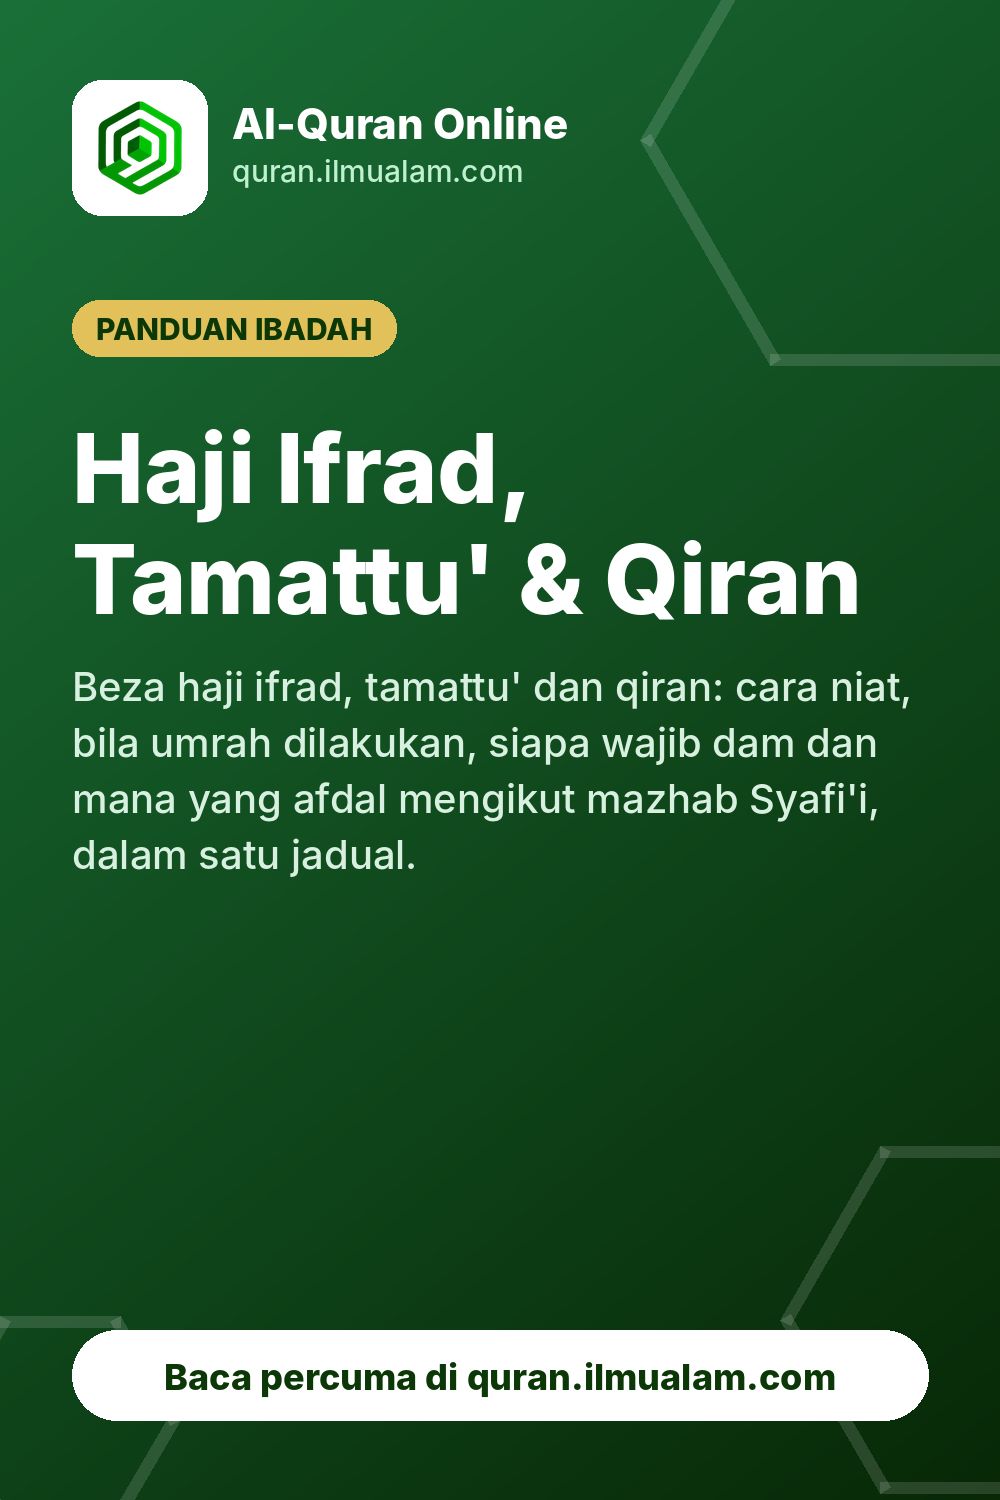 Al-Quran Online
quran.ilmualam.com
PANDUAN IBADAH
Haji Ifrad,
Tamattu' & Qiran
Beza haji ifrad, tamattu' dan qiran: cara niat,
bila umrah dilakukan, siapa wajib dam dan
mana yang afdal mengikut mazhab Syafi'i,
dalam satu jadual.
Baca percuma di quran.ilmualam.com